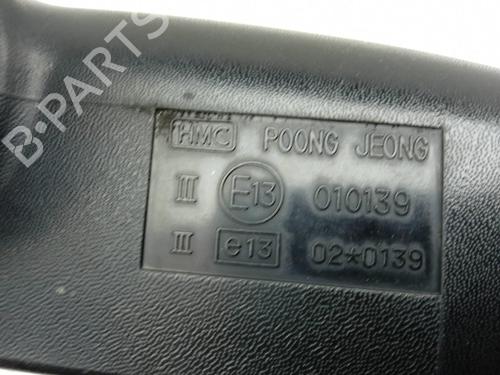 HMC POONG JEONG
III E13 010139
III e13 02*0139
B-PARTS